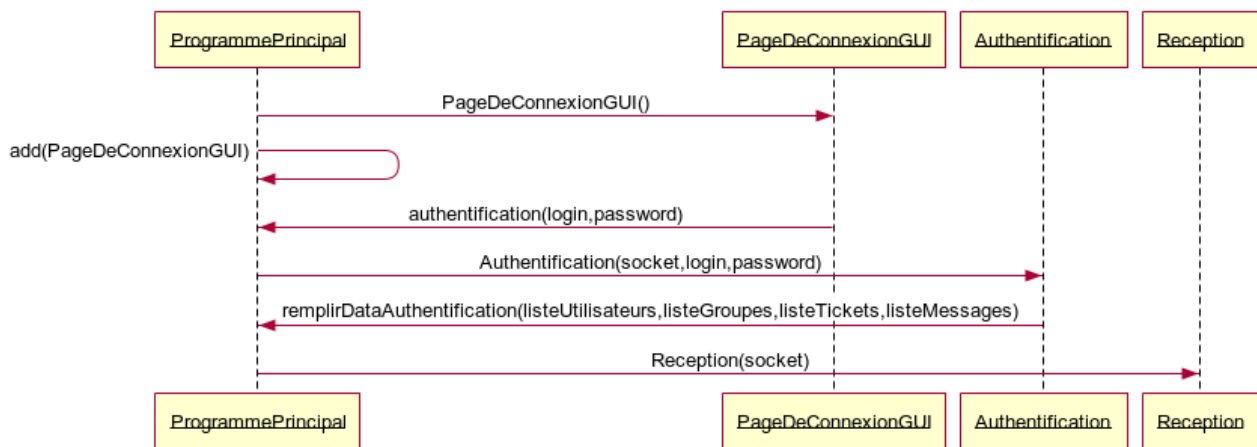 ProgrammePrincipal PageDeConnexionGUI Authentification Reception
PageDeConnexionGUI()
add(PageDeConnexionGUI)
authentification(login,password)
Authentification(socket,login,password)
remplirDataAuthentification(listeUtilisateurs,listeGroupes,listeTickets,listeMessages)
Reception(socket)
ProgrammePrincipal PageDeConnexionGUI Authentification Reception